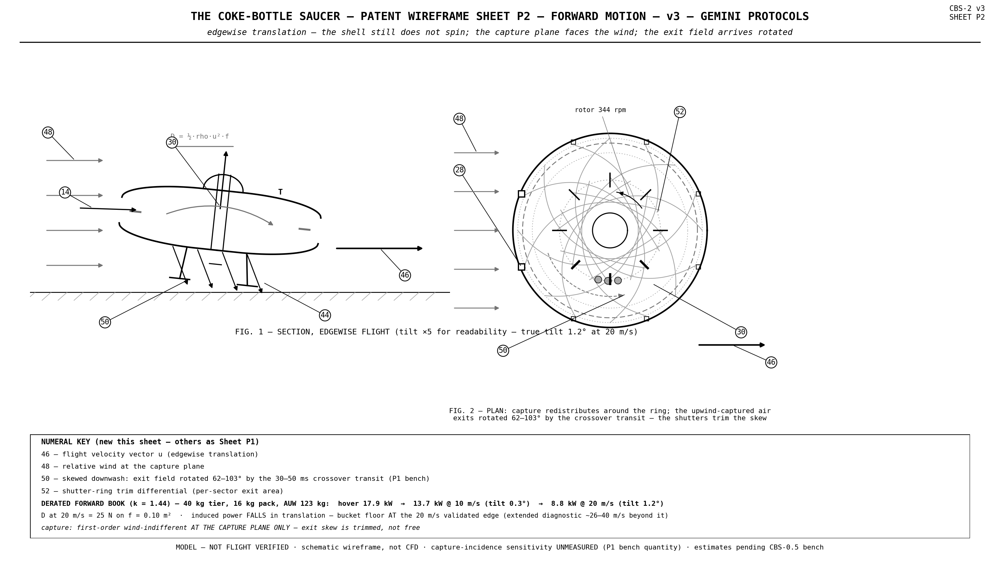 THE COKE-BOTTLE SAUCER — PATENT WIREFRAME SHEET P2 — FORWARD MOTION — v3 — GEMINI PROTOCOLS
CBS-2 v3
SHEET P2
edgewise translation — the shell still does not spin; the capture plane faces the wind; the exit field arrives rotated
rotor 344 rpm
52
48
48
D = ½·rho·u²·f
30
28
14
T
46
50
44
FIG. 1 — SECTION, EDGEWISE FLIGHT (tilt ×5 for readability — true tilt 1.2° at 20 m/s)
30
50
46
FIG. 2 — PLAN: capture redistributes around the ring; the upwind-captured air
exits rotated 62–103° by the crossover transit — the shutters trim the skew
NUMERAL KEY (new this sheet — others as Sheet P1)
46 — flight velocity vector u (edgewise translation)
48 — relative wind at the capture plane
50 — skewed downwash: exit field rotated 62–103° by the 30–50 ms crossover transit (P1 bench)
52 — shutter-ring trim differential (per-sector exit area)
DERATED FORWARD BOOK (k = 1.44) — 40 kg tier, 16 kg pack, AUW 123 kg:  hover 17.9 kW  →  13.7 kW @ 10 m/s (tilt 0.3°)  →  8.8 kW @ 20 m/s (tilt 1.2°)
D at 20 m/s = 25 N on f = 0.10 m²  ·  induced power FALLS in translation — bucket floor AT the 20 m/s validated edge (extended diagnostic ~26–40 m/s beyond it)
capture: first-order wind-indifferent AT THE CAPTURE PLANE ONLY — exit skew is trimmed, not free
MODEL — NOT FLIGHT VERIFIED · schematic wireframe, not CFD · capture-incidence sensitivity UNMEASURED (P1 bench quantity) · estimates pending CBS-0.5 bench